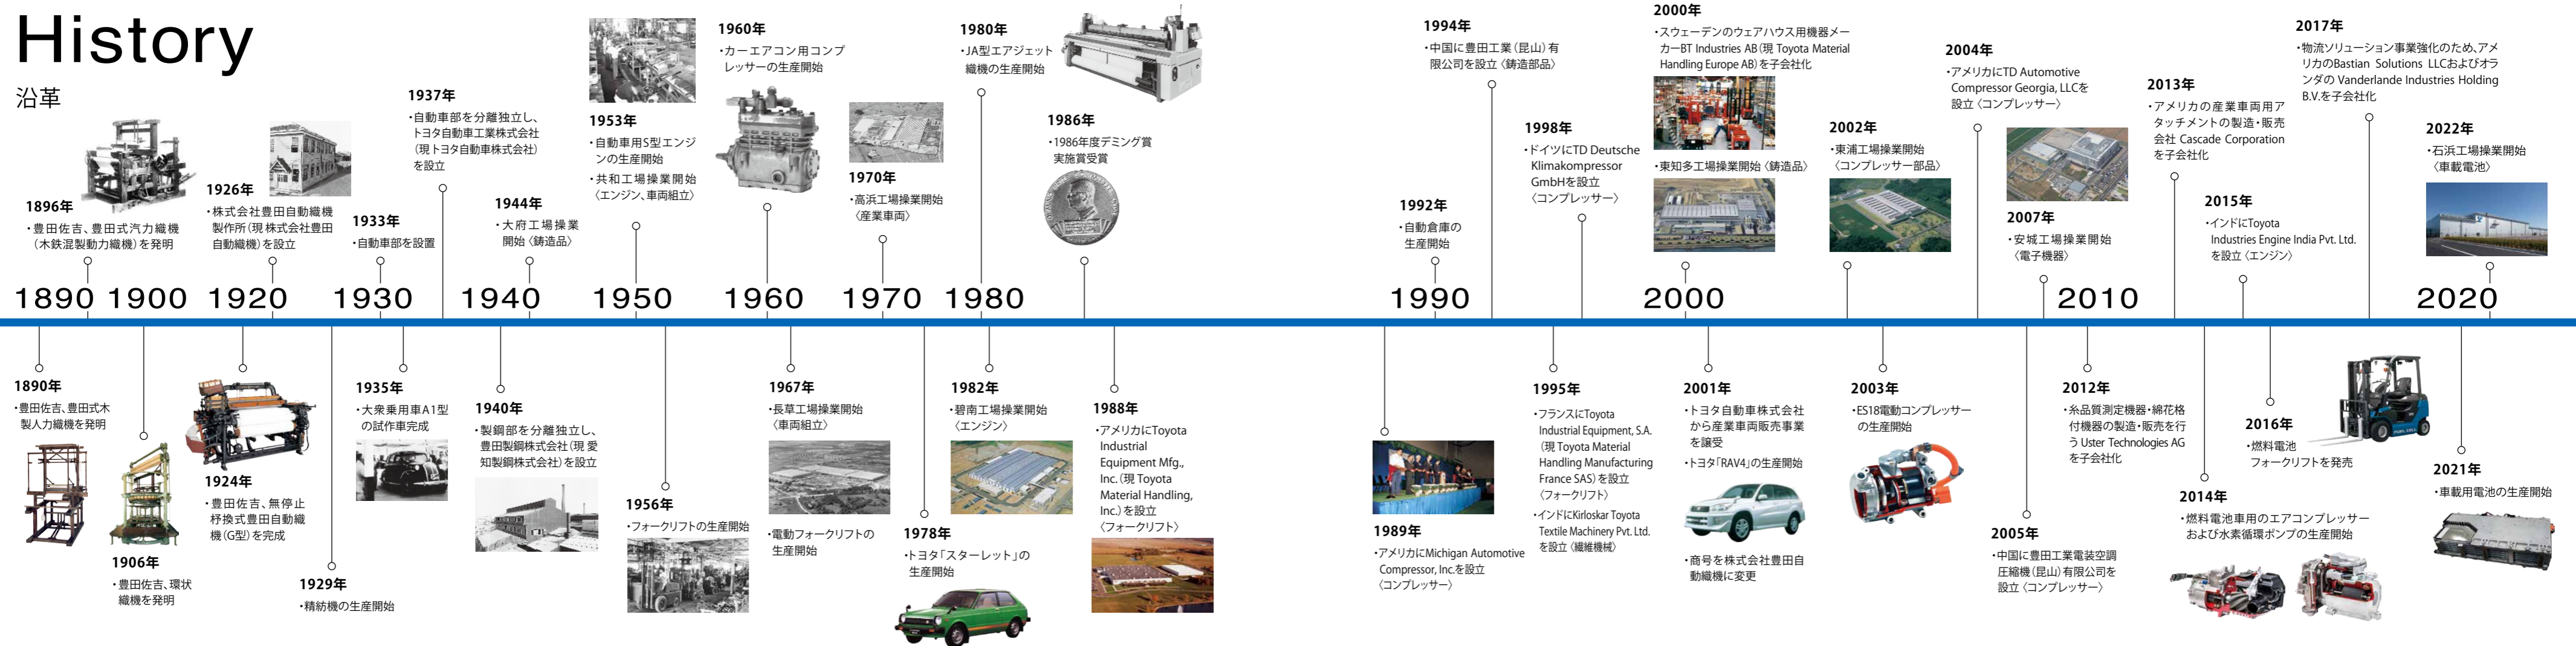 History
沿革
1896年
・豊田佐吉、豊田式汽力織機
（木鉄混製動力織機）を発明
1926年
・株式会社豊田自動織機
製作所（現 株式会社豊田
自動織機）を設立
1933年
・自動車部を設置
1937年
・自動車部を分離独立し、
トヨタ自動車工業株式会社
（現 トヨタ自動車株式会社）
を設立
1944年
・大府工場操業
開始〈鋳造品〉
1953年
・自動車用S型エンジ
ンの生産開始
・共和工場操業開始
〈エンジン、車両組立〉
1960年
・カーエアコン用コンプ
レッサーの生産開始
1970年
・高浜工場操業開始
〈産業車両〉
1980年
・JA型エアジェット
織機の生産開始
1986年
・1986年度デミング賞
実施賞受賞
1992年
・自動倉庫の
生産開始
1994年
・中国に豊田工業（昆山）有
限公司を設立〈鋳造部品〉
1998年
・ドイツにTD Deutsche
Klimakompressor
GmbHを設立
〈コンプレッサー〉
2000年
・スウェーデンのウェアハウス用機器メー
カーBT Industries AB（現 Toyota Material
Handling Europe AB）を子会社化
・東知多工場操業開始〈鋳造品〉
2002年
・東浦工場操業開始
〈コンプレッサー部品〉
2004年
・アメリカにTD Automotive
Compressor Georgia, LLCを
設立〈コンプレッサー〉
2007年
・安城工場操業開始
〈電子機器〉
2013年
・アメリカの産業車両用ア
タッチメントの製造・販売
会社 Cascade Corporation
を子会社化
2015年
・インドにToyota
Industries Engine India Pvt. Ltd.
を設立〈エンジン〉
2017年
・物流ソリューション事業強化のため、アメ
リカのBastian Solutions LLCおよびオラ
ンダの Vanderlande Industries Holding
B.V.を子会社化
2022年
・石浜工場操業開始
〈車載電池〉
1890 1900 1920 1930 1940 1950 1960 1970 1980 1990 2000 2010 2020
1890年
・豊田佐吉、豊田式木
製人力織機を発明
1906年
・豊田佐吉、環状
織機を発明
1924年
・豊田佐吉、無停止
杼換式豊田自動織
機（G型）を完成
1929年
・精紡機の生産開始
1935年
・大衆乗用車A1型
の試作車完成
1940年
・製鋼部を分離独立し、
豊田製鋼株式会社（現 愛
知製鋼株式会社）を設立
1956年
・フォークリフトの生産開始
1967年
・長草工場操業開始
〈車両組立〉
・電動フォークリフトの
生産開始
1978年
・トヨタ「スターレット」の
生産開始
1982年
・碧南工場操業開始
〈エンジン〉
1988年
・アメリカにToyota
Industrial
Equipment Mfg.,
Inc.（現 Toyota
Material Handling,
Inc.）を設立
〈フォークリフト〉
1989年
・アメリカにMichigan Automotive
Compressor, Inc.を設立
〈コンプレッサー〉
1995年
・フランスにToyota
Industrial Equipment, S.A.
（現 Toyota Material
Handling Manufacturing
France SAS）を設立
〈フォークリフト〉
・インドにKirloskar Toyota
Textile Machinery Pvt. Ltd.
を設立〈繊維機械〉
2001年
・トヨタ自動車株式会社
から産業車両販売事業
を譲受
・トヨタ「RAV4」の生産開始
・商号を株式会社豊田自
動織機に変更
2003年
・ES18電動コンプレッサー
の生産開始
2005年
・中国に豊田工業電装空調
圧縮機（昆山）有限公司を
設立〈コンプレッサー〉
2012年
・糸品質測定機器・綿花格
付機器の製造・販売を行
う Uster Technologies AG
を子会社化
2014年
・燃料電池車用のエアコンプレッサー
および水素循環ポンプの生産開始
2016年
・燃料電池
フォークリフトを発売
2021年
・車載用電池の生産開始